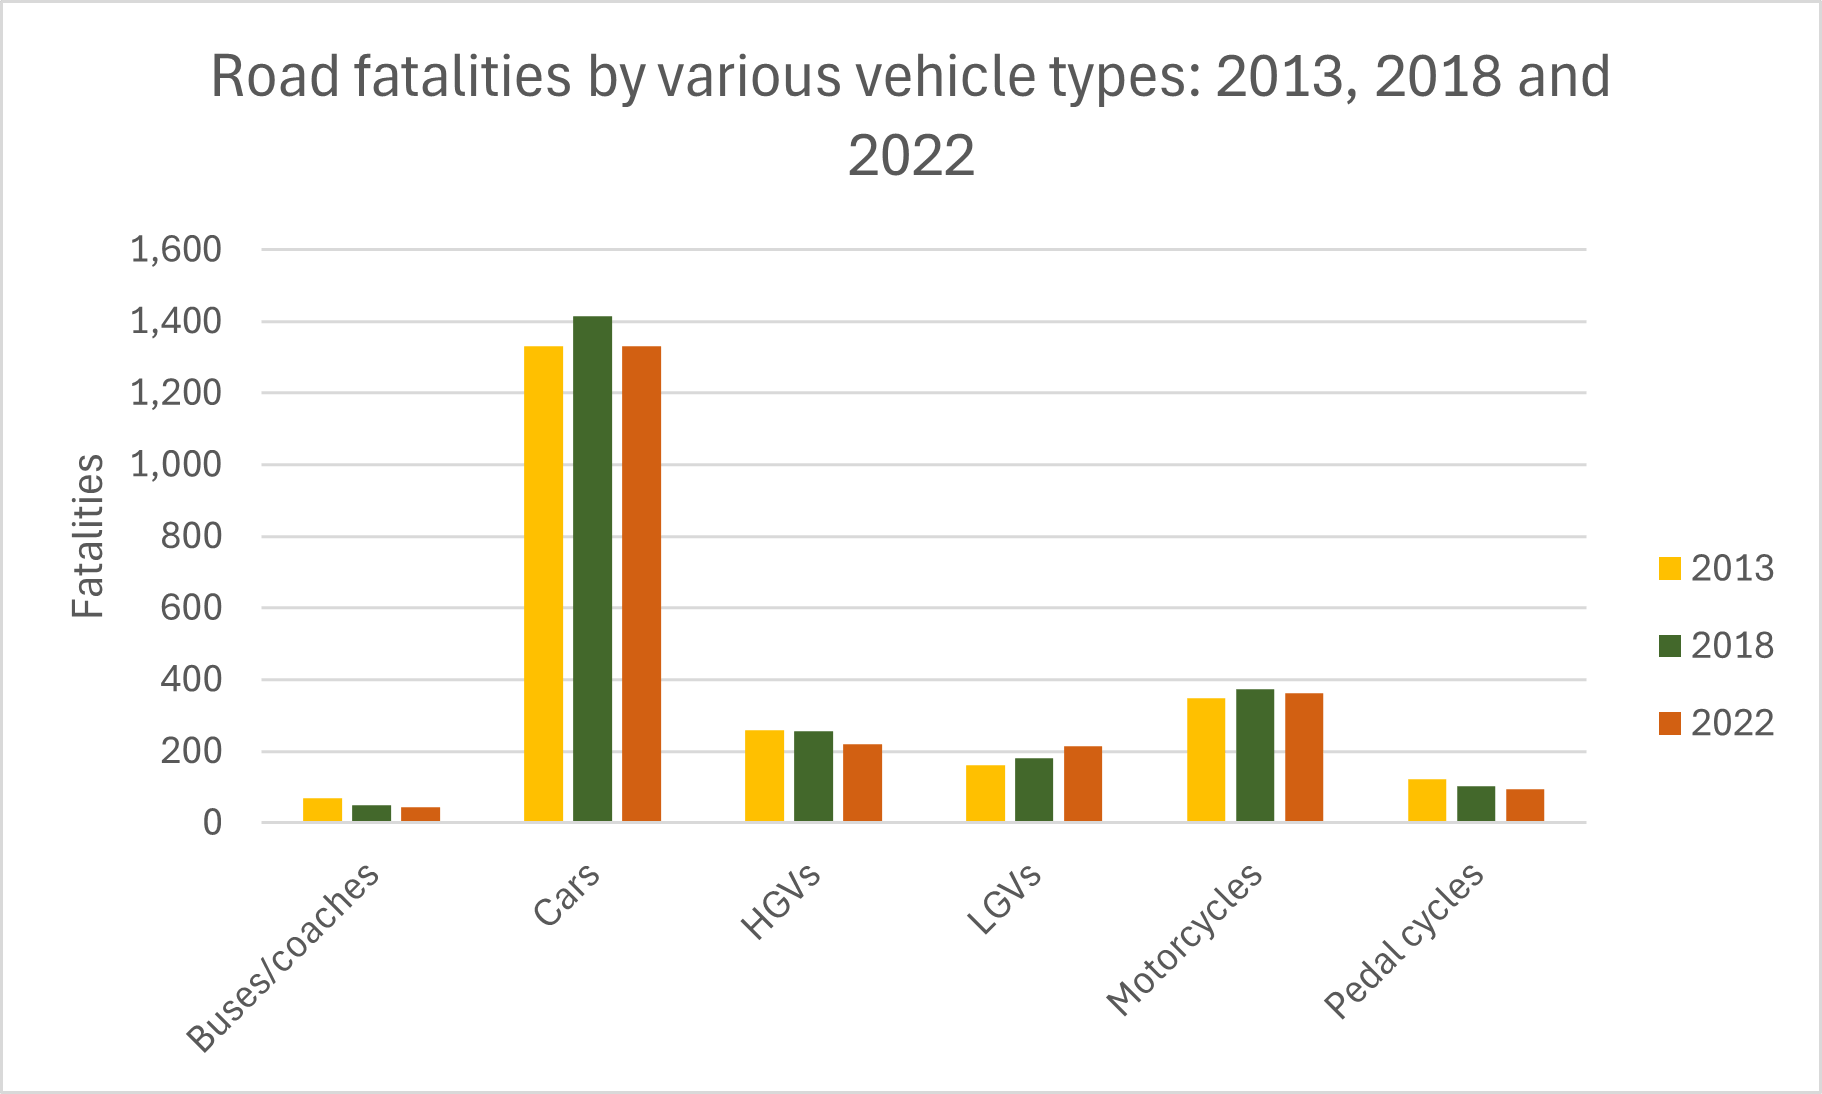 Road fatalities by various vehicle types: 2013, 2018 and
2022
1,600
1,400
1,200
1,000
800
600
400
200
0
Fatalities
Buses/coaches
Cars
HGVs
LGVs
Motorcycles
Pedal cycles
2013
2018
2022